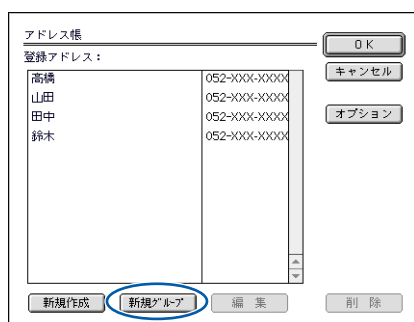 アドレス帳
登録アドレス：
高橋 052-XXX-XXXX
山田 052-XXX-XXXX
田中 052-XXX-XXXX
鈴木 052-XXX-XXXX
OK
キャンセル
オプション
新規作成 新規グループ 編 集 削 除